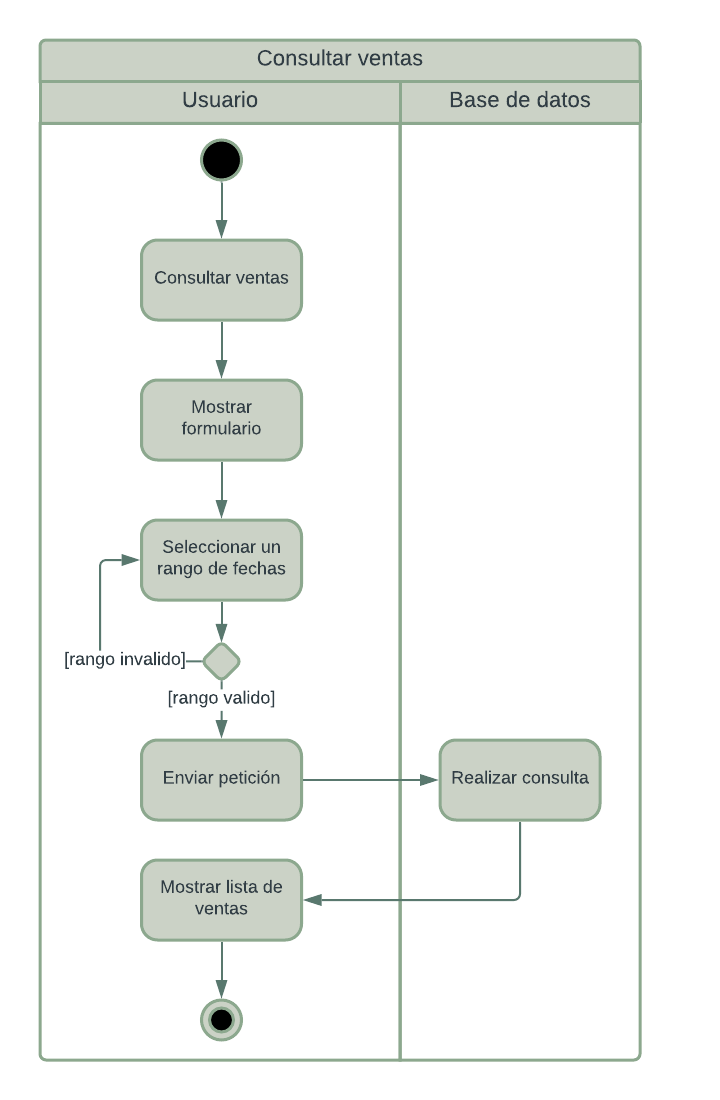 Consultar ventas
Usuario
Base de datos
Consultar ventas
Mostrar
formulario
Seleccionar un
rango de fechas
[rango invalido]
[rango valido]
Enviar petición
Realizar consulta
Mostrar lista de
ventas